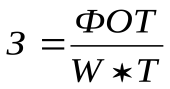 З = ФОТ
W ∗ T